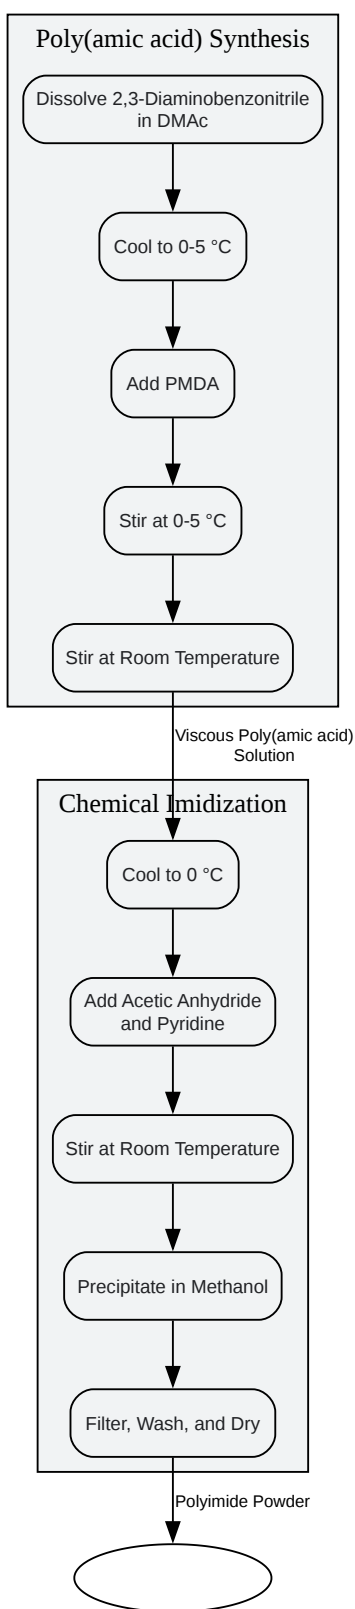 Poly(amic acid) Synthesis
Dissolve 2,3-Diaminobenzonitrile
in DMAc
Cool to 0-5 °C
Add PMDA
Stir at 0-5 °C
Stir at Room Temperature
Viscous Poly(amic acid)
Solution
Chemical Imidization
Cool to 0 °C
Add Acetic Anhydride
and Pyridine
Stir at Room Temperature
Precipitate in Methanol
Filter, Wash, and Dry
Polyimide Powder